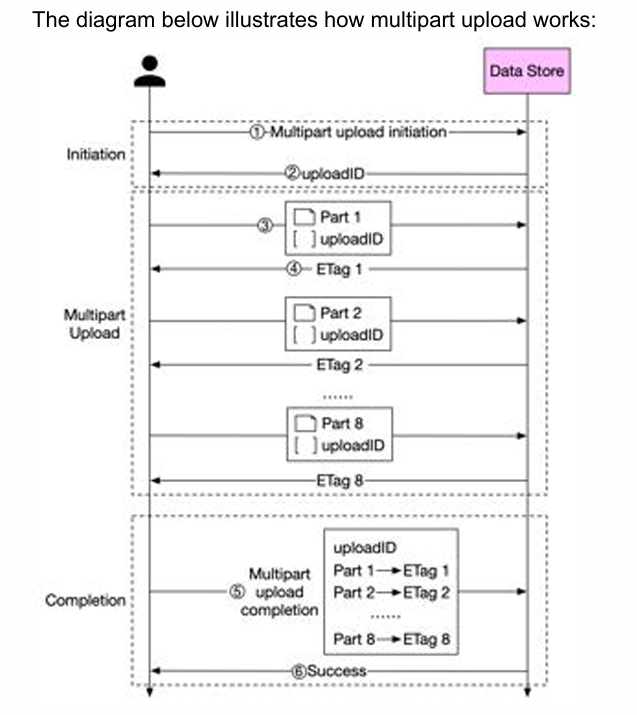 The diagram below illustrates how multipart upload works:
Data Store
Initiation
①Multipart upload initiation
②uploadID
Multipart
Upload
③
Part 1
[ ] uploadID
④ ETag 1
Part 2
[ ] uploadID
ETag 2
......
Part 8
[ ] uploadID
ETag 8
Completion
⑤ Multipart
upload
completion
uploadID
Part 1→ETag 1
Part 2→ETag 2
......
Part 8→ETag 8
⑥Success